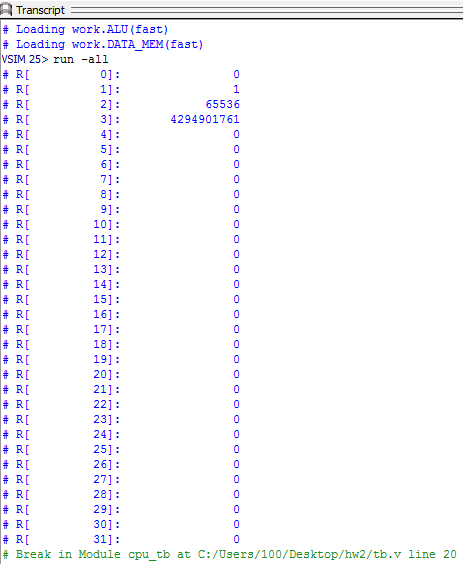 Transcript
# Loading work.ALU(fast)
# Loading work.DATA_MEM(fast)
VSIM 25> run -all
# R[          0]:          0
# R[          1]:          1
# R[          2]:      65536
# R[          3]: 4294901761
# R[          4]:          0
# R[          5]:          0
# R[          6]:          0
# R[          7]:          0
# R[          8]:          0
# R[          9]:          0
# R[         10]:          0
# R[         11]:          0
# R[         12]:          0
# R[         13]:          0
# R[         14]:          0
# R[         15]:          0
# R[         16]:          0
# R[         17]:          0
# R[         18]:          0
# R[         19]:          0
# R[         20]:          0
# R[         21]:          0
# R[         22]:          0
# R[         23]:          0
# R[         24]:          0
# R[         25]:          0
# R[         26]:          0
# R[         27]:          0
# R[         28]:          0
# R[         29]:          0
# R[         30]:          0
# R[         31]:          0
# Break in Module cpu_tb at C:/Users/100/Desktop/hw2/tb.v line 20